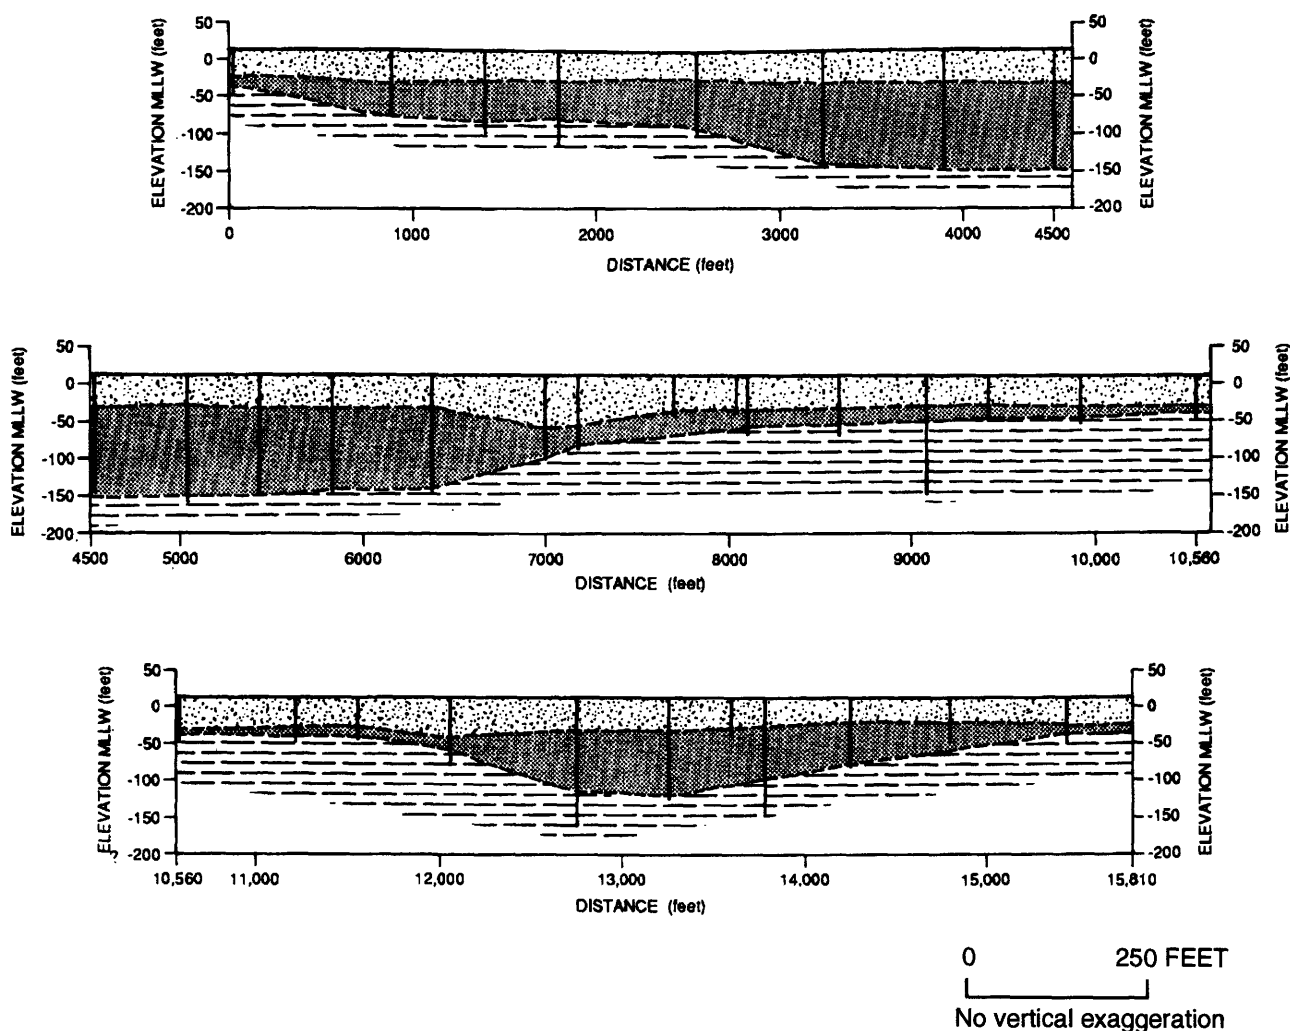 50 50
0 0
-50 -50
-100 -100
-150 -150
-200 -200
ELEVATION MLLW (feet) ELEVATION MLLW (feet)
0 1000 2000 3000 4000 4500
DISTANCE (feet)
50 50
0 0
-50 -50
-100 -100
-150 -150
-200 -200
ELEVATION MLLW (feet) ELEVATION MLLW (feet)
4500 5000 6000 7000 8000 9000 10,000 10,560
DISTANCE (feet)
50 50
0 0
-50 -50
-100 -100
-150 -150
-200 -200
ELEVATION MLLW (feet) ELEVATION MLLW (feet)
10,560 11,000 12,000 13,000 14,000 15,000 15,810
DISTANCE (feet)
0 250 FEET
No vertical exaggeration